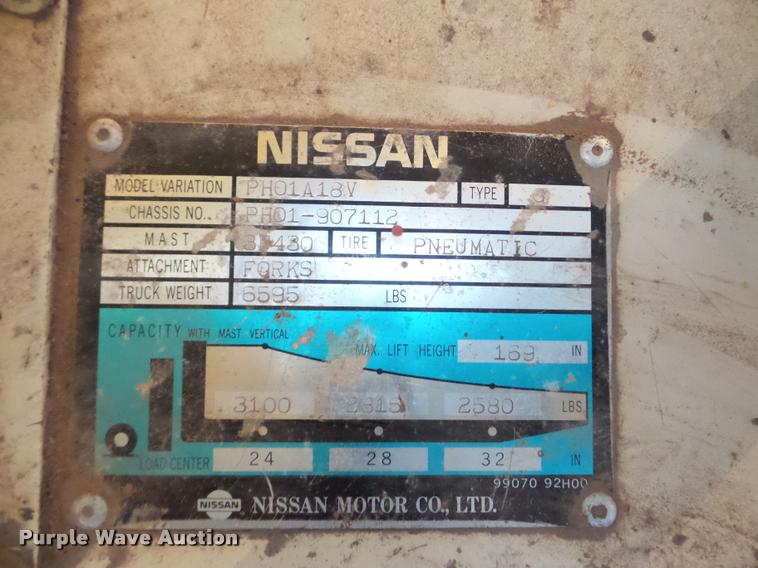 NISSAN
MODEL VARIATION PH01A18V TYPE G
CHASSIS NO. PH01-907112
MAST 430 TIRE PNEUMATIC
ATTACHMENT FORKS
TRUCK WEIGHT 6595 LBS
CAPACITY WITH MAST VERTICAL
MAX. LIFT HEIGHT 169 IN
3100 2815 2580 LBS
LOAD CENTER 24 28 32 IN
99070 92H00
NISSAN NISSAN MOTOR CO., LTD.
Purple Wave Auction